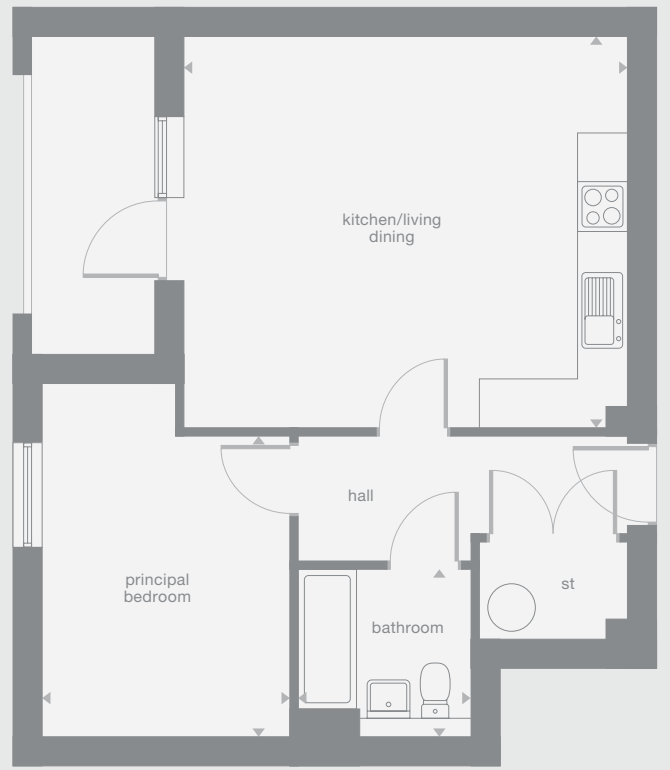 kitchen/living
dining
hall
principal
bedroom
st
bathroom